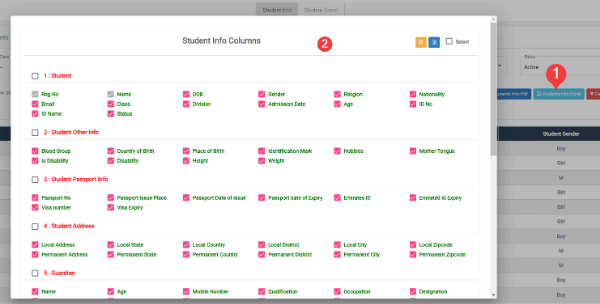 Student Info Student Count
Student Info Columns
2
Select
Status
Active
1
Students Info Pdf Students Info Excel
1 : Student
Reg No Name DOB Gender Religion Nationality
Email Class Division Admission Date Age ID No
ID Name Status
Student Gender
2 : Student Other Info
Boy
Blood Group Country of Birth Place of Birth Identification Mark Hobbies Mother Tongue
Is Disability Disability Height Weight
Girl
M
3 : Student Passport Info
Girl
Passport No Passport Issue Place Passport Date of Issue Passport date of Expiry Emirates ID Emirated Id Expiry
Visa number Visa Expiry
Girl
Girl
4 : Student Address
Boy
Local Address Local State Local Country Local District Local City Local Zipcode
Permanent Address Permanent State Permanent Country Permanent District Permanent City Permanent Zipcode
M
M
5 : Guardian
Boy
Name Age Mobile Number Qualification Occupation Designation
Boy